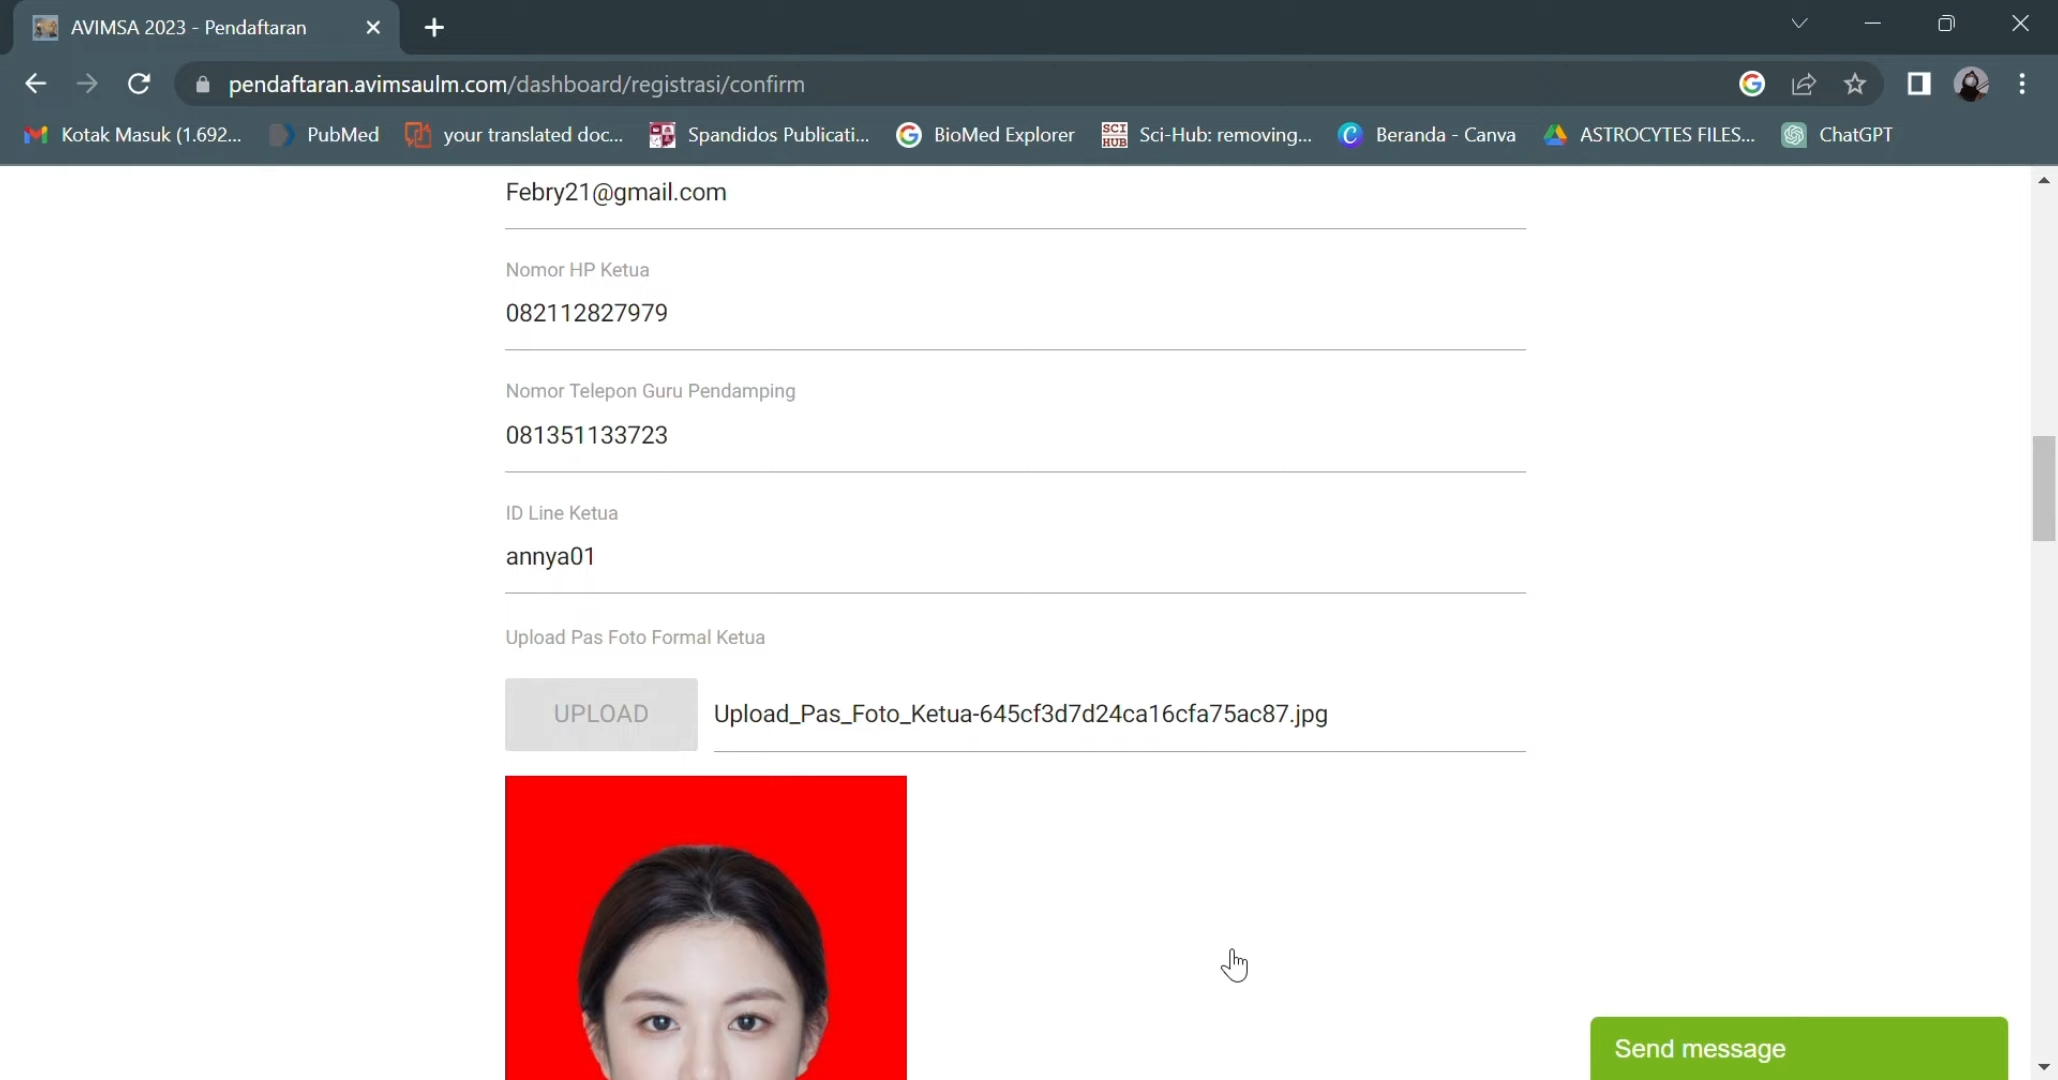 AVIMSA 2023 - Pendaftaran
pendaftaran.avimsaulm.com/dashboard/registrasi/confirm
Kotak Masuk (1.692... PubMed your translated doc... Spandidos Publicati... BioMed Explorer SCI HUB Sci-Hub: removing... Beranda - Canva ASTROCYTES FILES... ChatGPT
Febry21@gmail.com
Nomor HP Ketua
082112827979
Nomor Telepon Guru Pendamping
081351133723
ID Line Ketua
annya01
Upload Pas Foto Formal Ketua
UPLOAD Upload_Pas_Foto_Ketua-645cf3d7d24ca16cfa75ac87.jpg
Send message